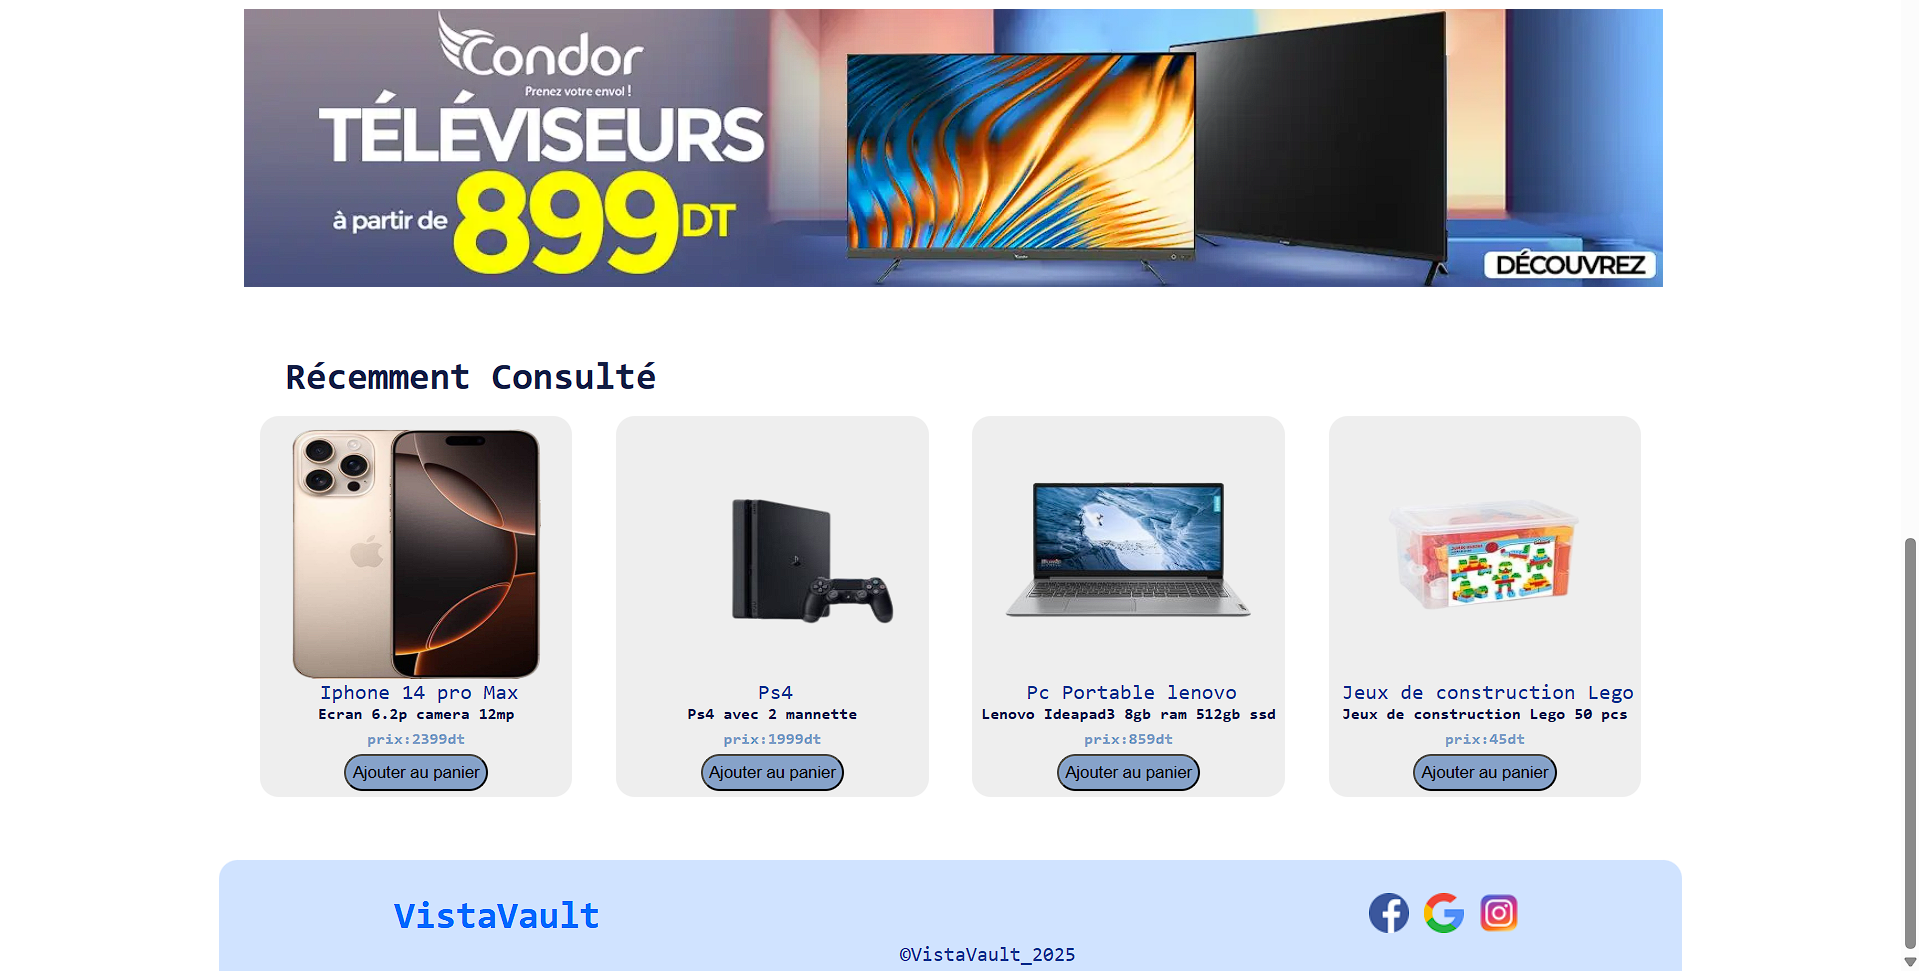 Condor
Prenez votre envol !
TÉLÉVISEURS
à partir de 899DT
DÉCOUVREZ
Récemment Consulté
Iphone 14 pro Max
Ecran 6.2p camera 12mp
prix:2399dt
Ajouter au panier
Ps4
Ps4 avec 2 mannette
prix:1999dt
Ajouter au panier
Pc Portable lenovo
Lenovo Ideapad3 8gb ram 512gb ssd
prix:859dt
Ajouter au panier
Jeux de construction Lego
Jeux de construction Lego 50 pcs
prix:45dt
Ajouter au panier
VistaVault
©VistaVault_2025